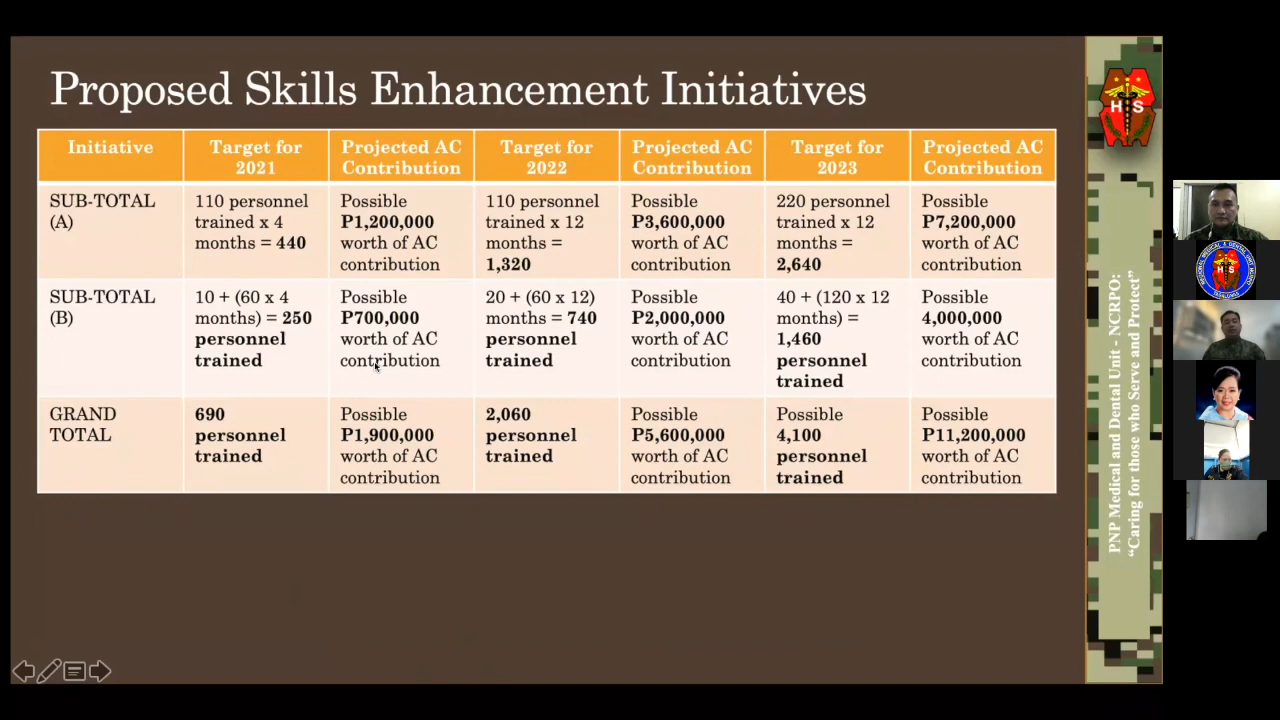 Proposed Skills Enhancement Initiatives
Initiative
Target for
2021
Projected AC
Contribution
Target for
2022
Projected AC
Contribution
Target for
2023
Projected AC
Contribution
SUB-TOTAL
(A)
110 personnel
trained x 4
months = 440
Possible
P1,200,000
worth of AC
contribution
110 personnel
trained x 12
months =
1,320
Possible
P3,600,000
worth of AC
contribution
220 personnel
trained x 12
months =
2,640
Possible
P7,200,000
worth of AC
contribution
SUB-TOTAL
(B)
10 + (60 x 4
months) = 250
personnel
trained
Possible
P700,000
worth of AC
contribution
20 + (60 x 12)
months = 740
personnel
trained
Possible
P2,000,000
worth of AC
contribution
40 + (120 x 12
months) =
1,460
personnel
trained
Possible
4,000,000
worth of AC
contribution
GRAND
TOTAL
690
personnel
trained
Possible
P1,900,000
worth of AC
contribution
2,060
personnel
trained
Possible
P5,600,000
worth of AC
contribution
Possible
4,100
personnel
trained
Possible
P11,200,000
worth of AC
contribution
H S
PNP Medical and Dental Unit - NCRPO:
“Caring for those who Serve and Protect”